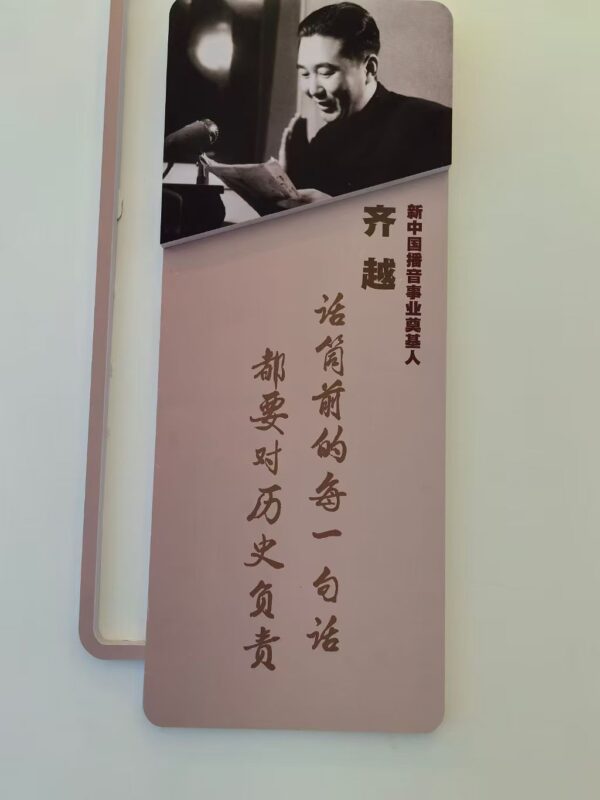 新中国播音事业奠基人
齐越
话筒前的每一句话
都要对历史负责